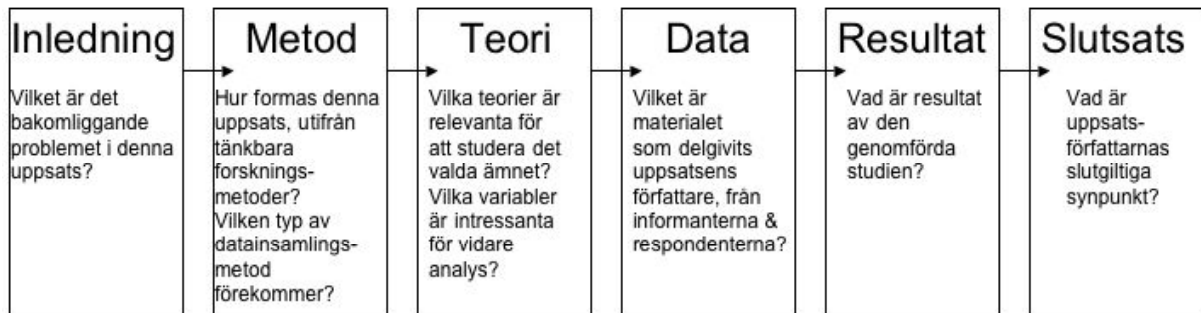 Inledning
Vilket är det
bakomliggande
problemet i denna
uppsats?
Metod
Hur formas denna
uppsats, utifrån
tänkbara
forsknings-
metoder?
Vilken typ av
datainsamlings-
metod
förekommer?
Teori
Vilka teorier är
relevanta för
att studera det
valda ämnet?
Vilka variabler
är intressanta
för vidare
analys?
Data
Vilket är
materialet
som delgivits
uppsatsens
författare, från
informanterna &
respondenterna?
Resultat
Vad är resultat
av den
genomförda
studien?
Slutsats
Vad är
uppsats-
författarnas
slutgiltiga
synpunkt?